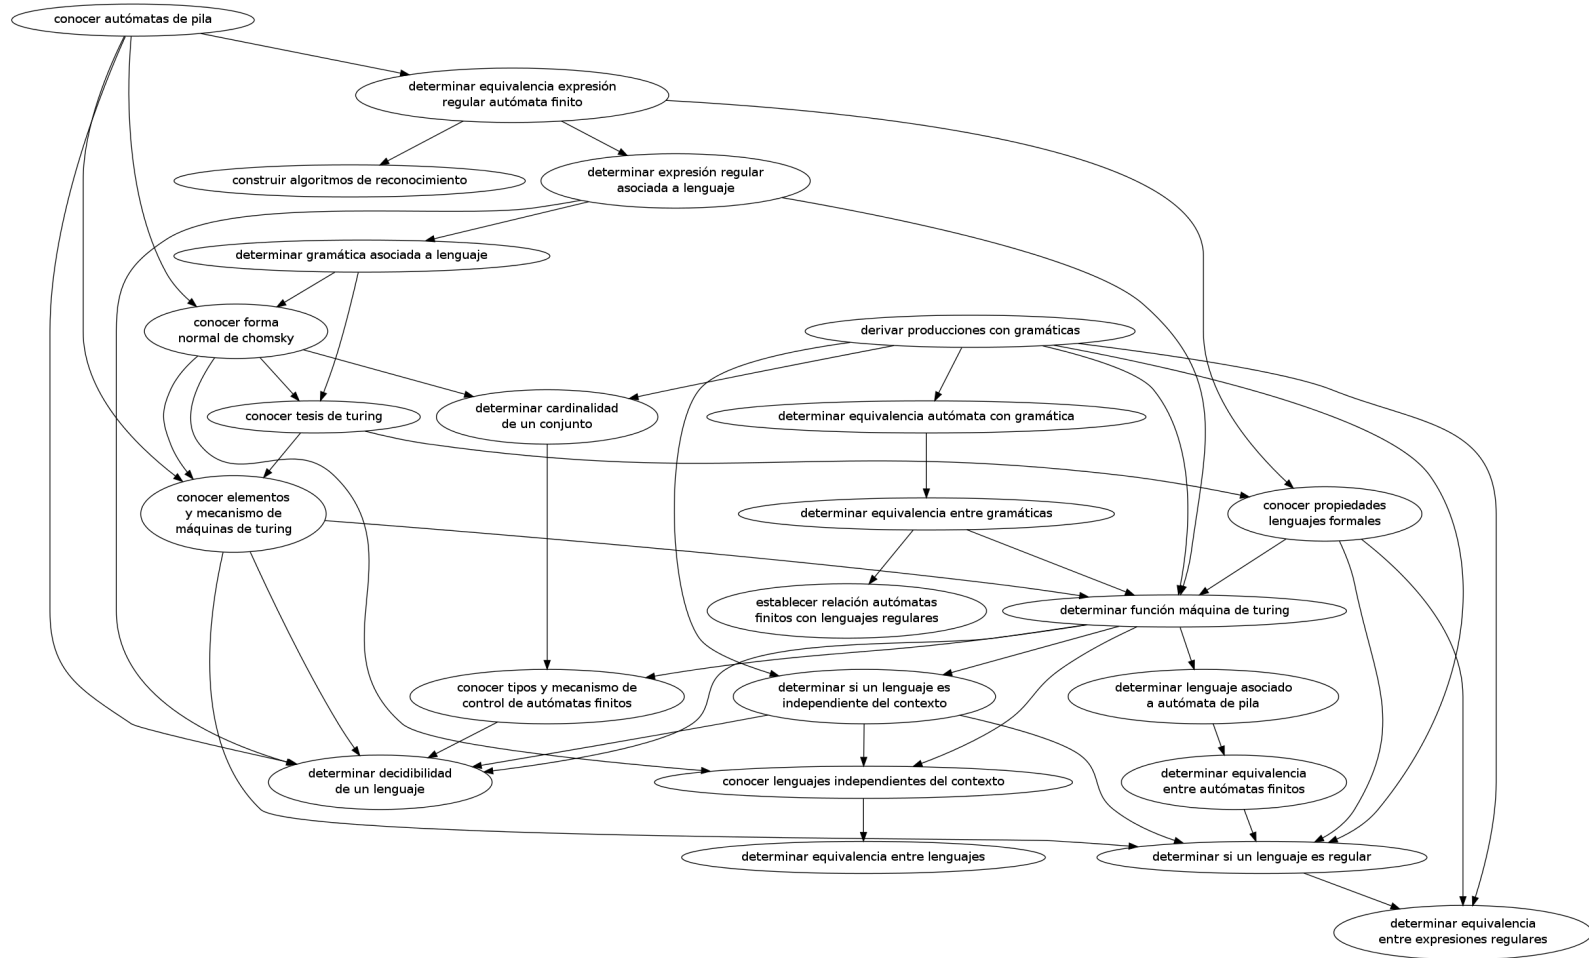 conocer autómatas de pila
determinar equivalencia expresión
regular autómata finito
construir algoritmos de reconocimiento
determinar expresión regular
asociada a lenguaje
determinar gramática asociada a lenguaje
conocer forma
normal de chomsky
derivar producciones con gramáticas
conocer tesis de turing
determinar cardinalidad
de un conjunto
determinar equivalencia autómata con gramática
conocer elementos
y mecanismo de
máquinas de turing
determinar equivalencia entre gramáticas
conocer propiedades
lenguajes formales
establecer relación autómatas
finitos con lenguajes regulares
determinar función máquina de turing
conocer tipos y mecanismo de
control de autómatas finitos
determinar si un lenguaje es
independiente del contexto
determinar lenguaje asociado
a autómata de pila
determinar decidibilidad
de un lenguaje
conocer lenguajes independientes del contexto
determinar equivalencia
entre autómatas finitos
determinar equivalencia entre lenguajes
determinar si un lenguaje es regular
determinar equivalencia
entre expresiones regulares